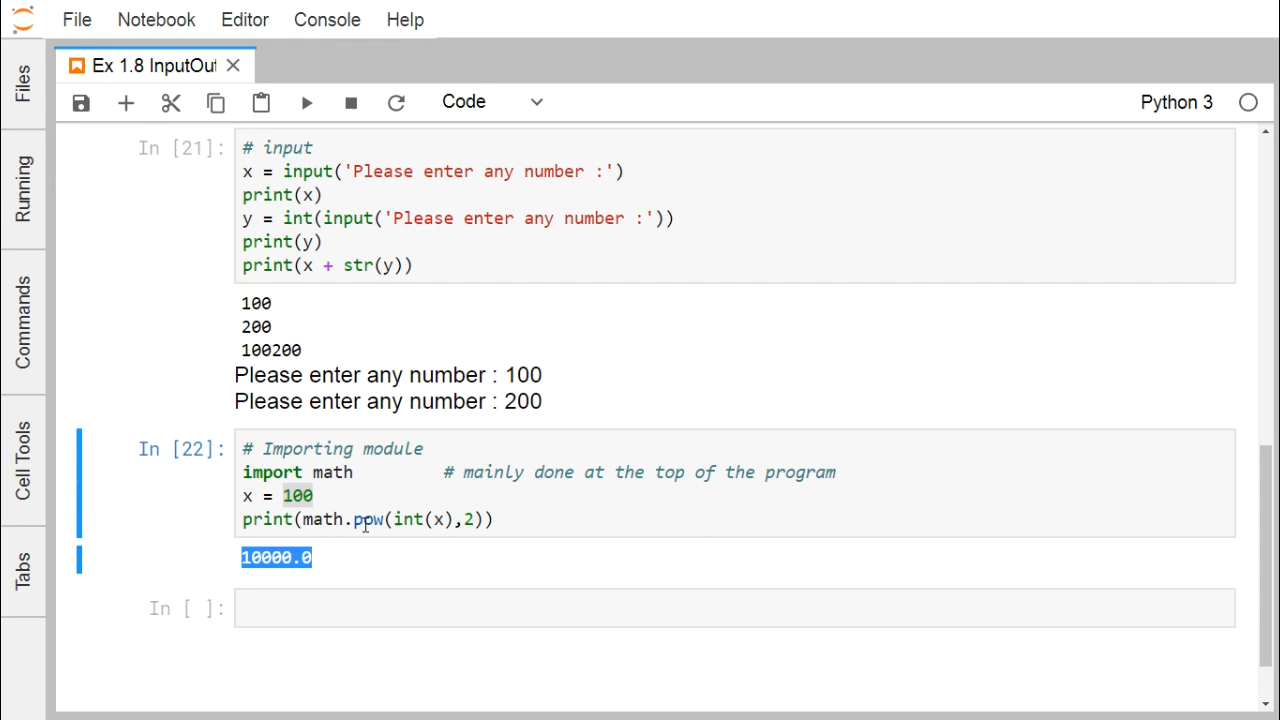 File Notebook Editor Console Help
Ex 1.8 InputOut
Code
Python 3
Files
Running
Commands
Cell Tools
Tabs
In [21]:
# input
x = input('Please enter any number :')
print(x)
y = int(input('Please enter any number :'))
print(y)
print(x + str(y))
100
200
100200
Please enter any number : 100
Please enter any number : 200
In [22]:
# Importing module
import math # mainly done at the top of the program
x = 100
print(math.pow(int(x),2))
10000.0
In [ ]: